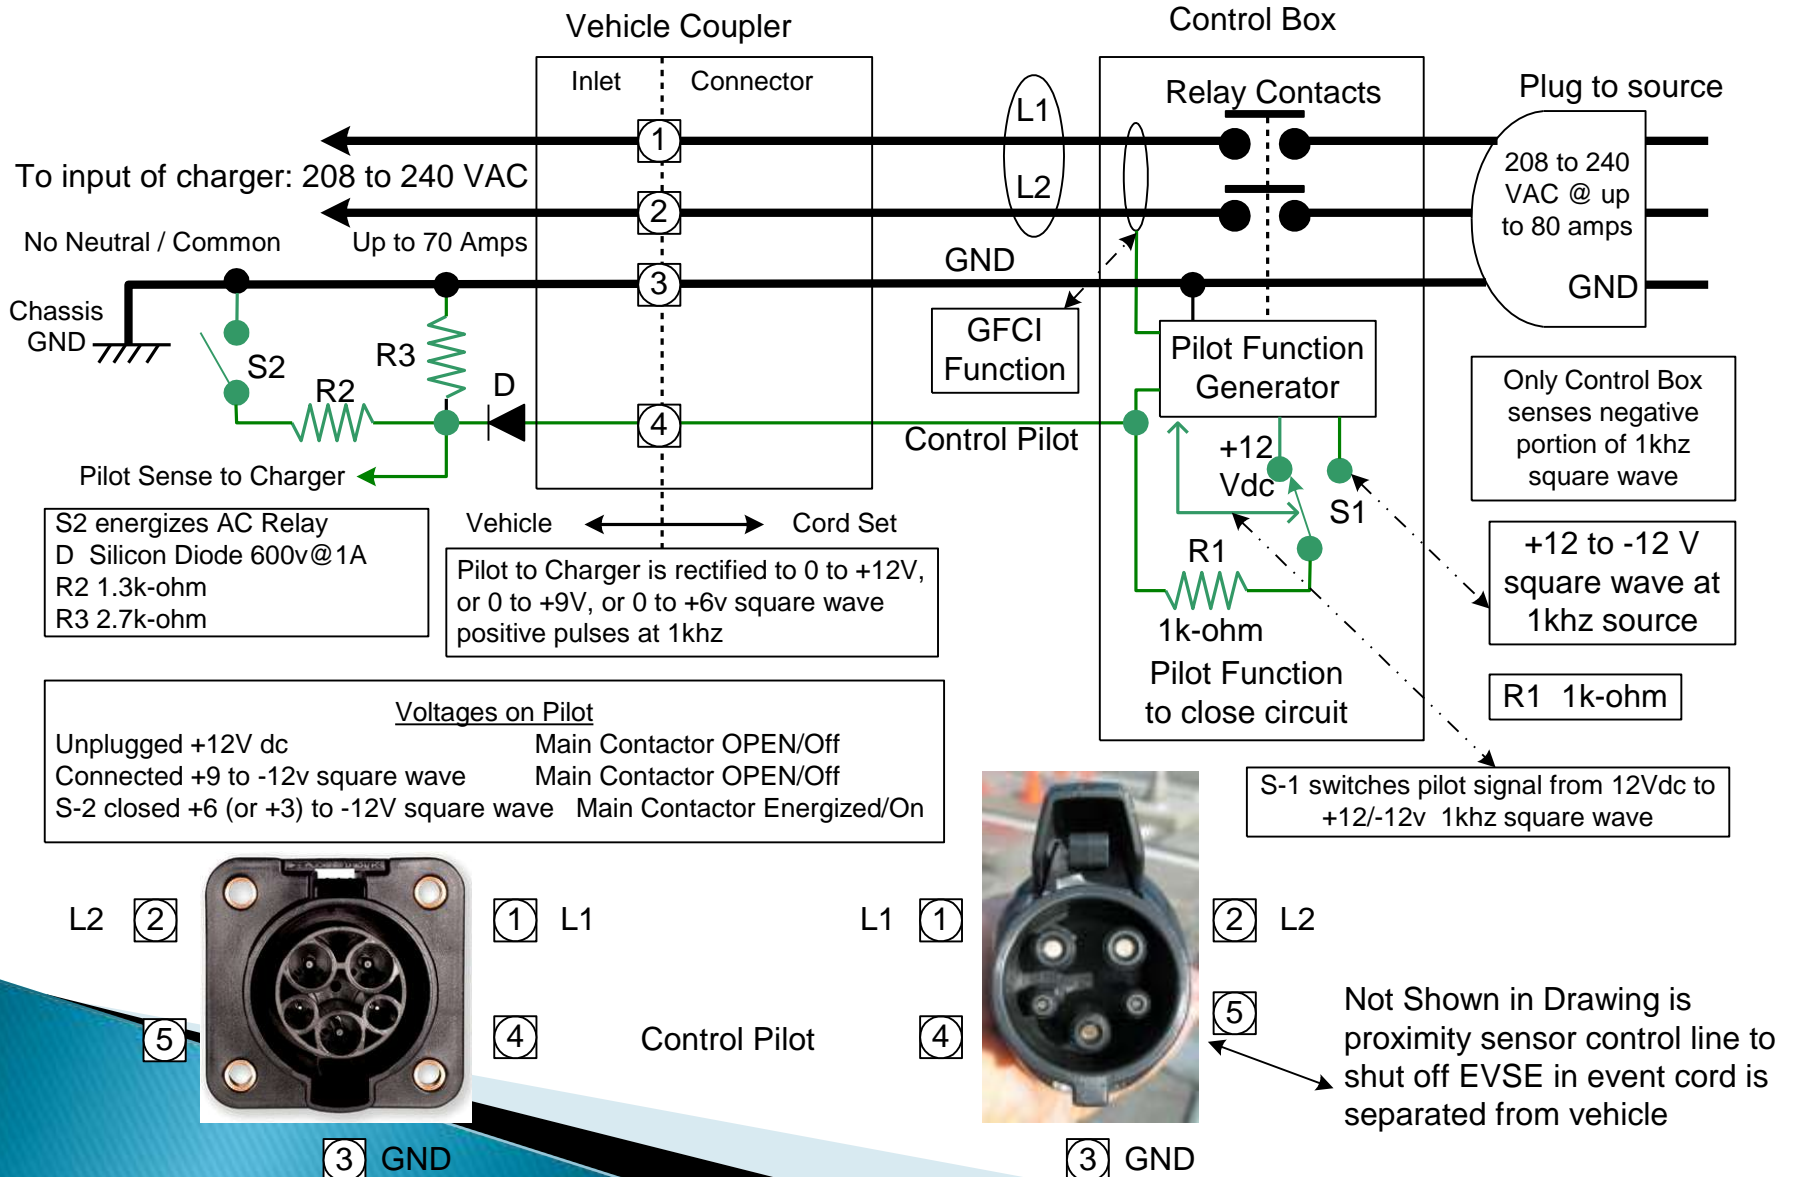 Vehicle Coupler
Control Box
Inlet
Connector
Relay Contacts
Plug to source
L1
1
To input of charger: 208 to 240 VAC
208 to 240
VAC @ up
to 80 amps
L2
2
No Neutral / Common
Up to 70 Amps
GND
3
GND
Chassis
GND
S2
R3
GFCI
Function
Pilot Function
Generator
R2
D
4
Control Pilot
Only Control Box
senses negative
portion of 1khz
square wave
+12
Vdc
S1
Pilot Sense to Charger
S2 energizes AC Relay
D Silicon Diode 600v@1A
R2 1.3k-ohm
R3 2.7k-ohm
Vehicle
Cord Set
Pilot to Charger is rectified to 0 to +12V,
or 0 to +9V, or 0 to +6v square wave
positive pulses at 1khz
R1
1k-ohm
+12 to -12 V
square wave at
1khz source
Pilot Function
to close circuit
R1 1k-ohm
Voltages on Pilot
Unplugged +12V dc Main Contactor OPEN/Off
Connected +9 to -12v square wave Main Contactor OPEN/Off
S-2 closed +6 (or +3) to -12V square wave Main Contactor Energized/On
S-1 switches pilot signal from 12Vdc to
+12/-12v 1khz square wave
L2 2
1 L1
L1 1
2 L2
5
4
Control Pilot
4
5
Not Shown in Drawing is
proximity sensor control line to
shut off EVSE in event cord is
separated from vehicle
3 GND
3 GND